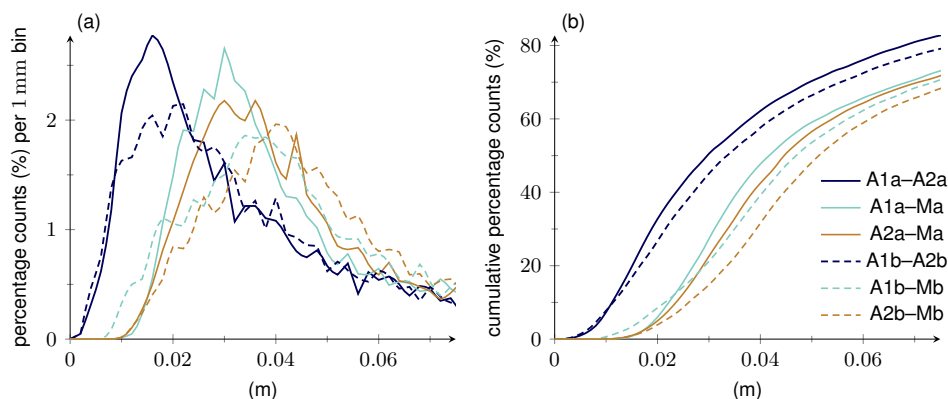 (a)
percentage counts (%) per 1 mm bin
2
1
0
0
0.02
0.04
0.06
(m)
(b)
cumulative percentage counts (%)
80
60
40
20
0
0
0.02
0.04
0.06
(m)
A1a–A2a
A1a–Ma
A2a–Ma
A1b–A2b
A1b–Mb
A2b–Mb